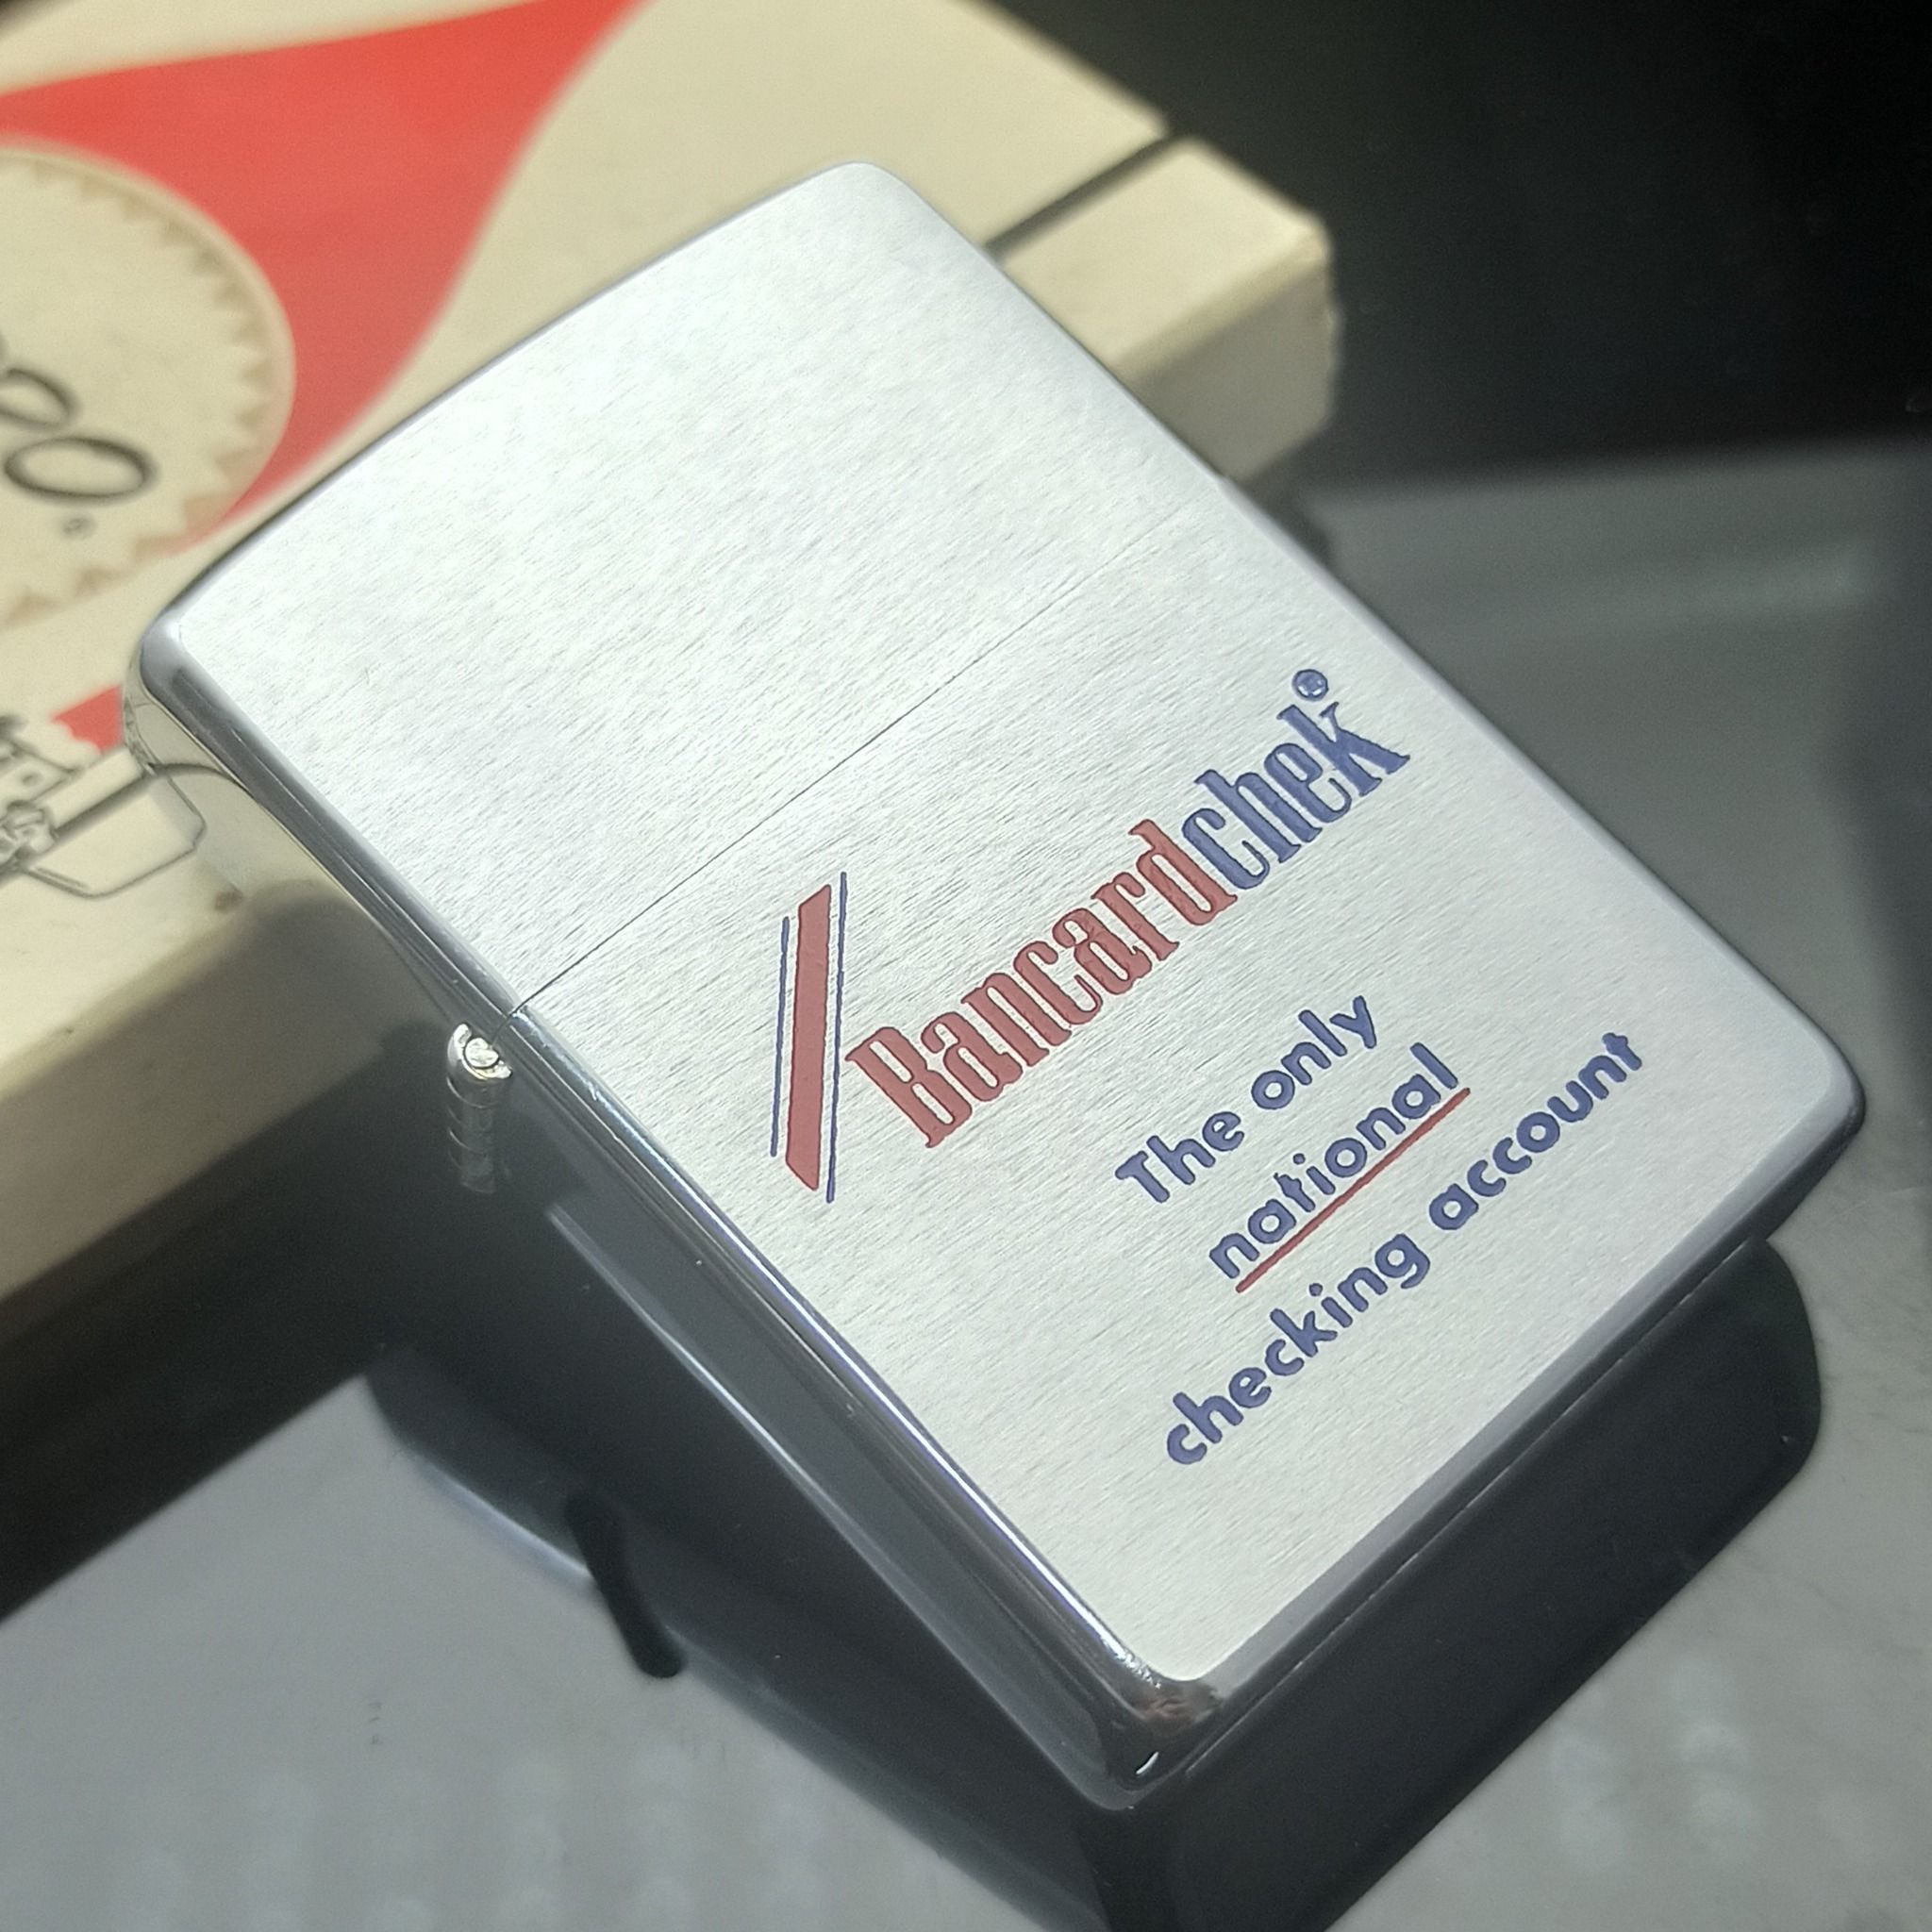 Bancardchek®
The only
national
checking account